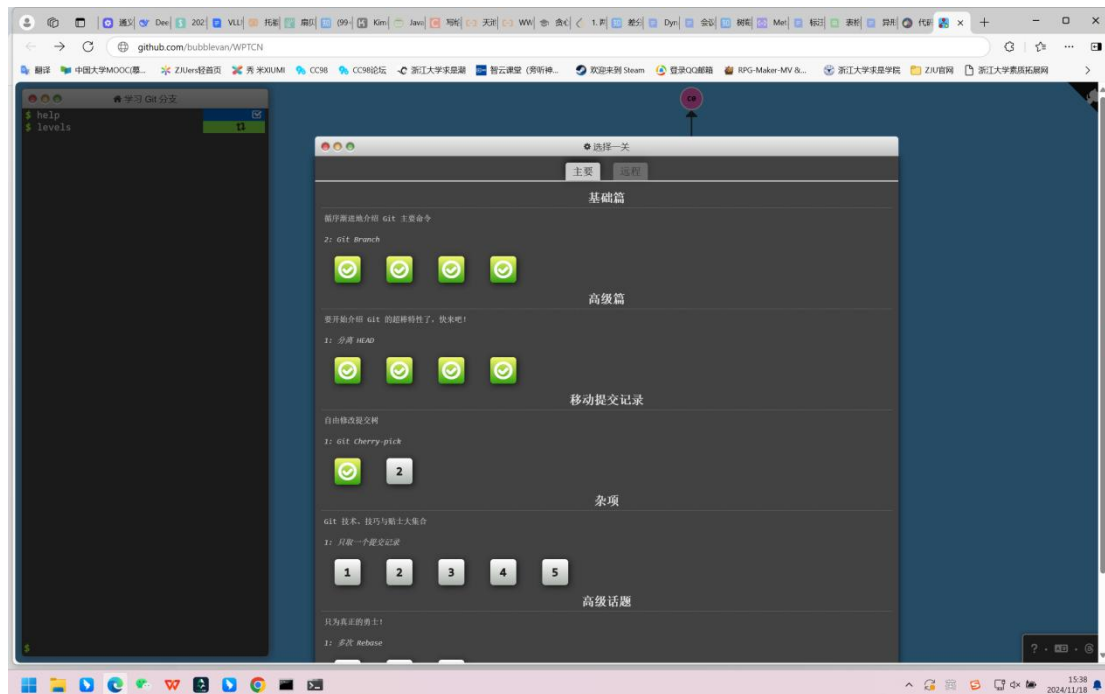 github.com/bubblevan/WPTCN
翻译 中国大学MOOC(慕... ZJUers轻首页 秀米XIUMI CC98 CC98论坛 浙江大学求是潮 智云课堂(旁听神... 欢迎来到 Steam 登录QQ邮箱 RPG-Maker-MV &... 浙江大学求是学院 ZJU官网 浙江大学素质拓展网
学习 Git 分支
$ help
$ levels
C0
选择一关
主要 远程
基础篇
循序渐进地介绍 Git 主要命令
2: Git Branch
高级篇
要开始介绍 Git 的超棒特性了, 快来吧!
1: 分离 HEAD
移动提交记录
自由修改提交树
1: Git Cherry-pick
2
杂项
Git 技术、技巧与贴士大集合
1: 只取一个提交记录
1 2 3 4 5
高级话题
只为真正的勇士!
1: 多次 Rebase
$
15:38
2024/11/18